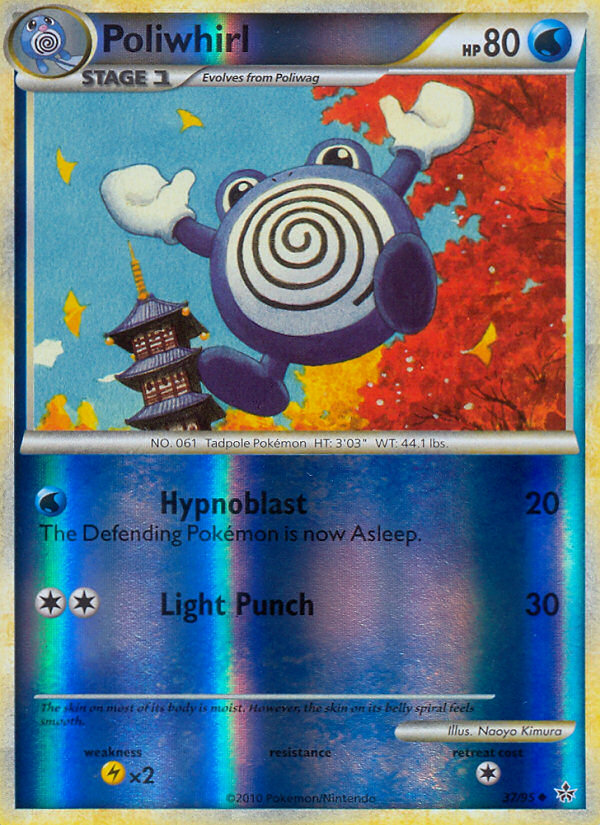 Poliwhirl
HP 80
STAGE 1
Evolves from Poliwag
NO. 061 Tadpole Pokémon HT: 3'03" WT: 44.1 lbs.
Hypnoblast 20
The Defending Pokémon is now Asleep.
Light Punch 30
The skin on most of its body is moist. However, the skin on its belly spiral feels
smooth.
Illus. Naoyo Kimura
weakness resistance retreat cost
×2
©2010 Pokémon/Nintendo 37/95